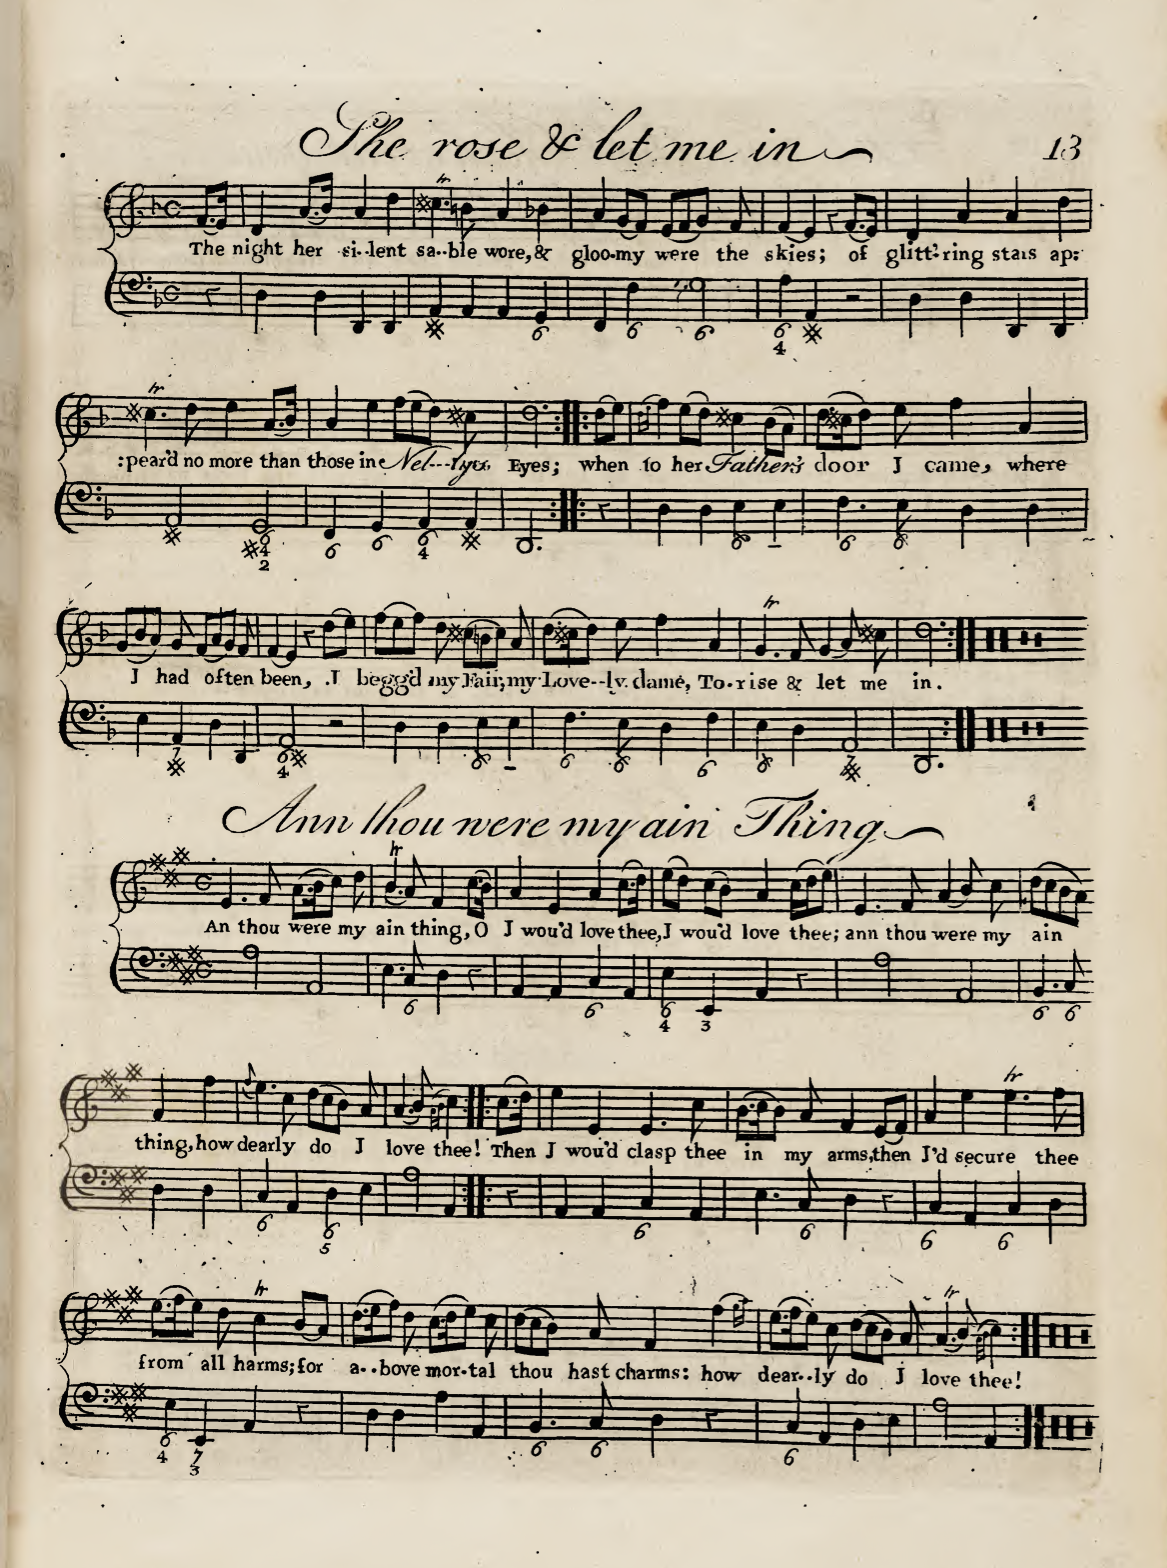 She rose & let me in
13
The night her si--lent sa--ble wore, & gloo-my were the skies; of glitt'-ring stars ap:
:pear'd no more than those in Nel---lys Eyes; when to her Father's door I came, where
I had often been, I begg'd my Fair, my Love--ly dame, To-rise & let me in.
Ann thou were my ain Thing
An thou were my ain thing, O I wou'd love thee, I wou'd love thee; ann thou were my ain
thing, how dearly do I love thee! Then I wou'd clasp thee in my arms, then I'd secure thee
from all harms; for a--bove mor-tal thou hast charms: how dear--ly do I love thee!